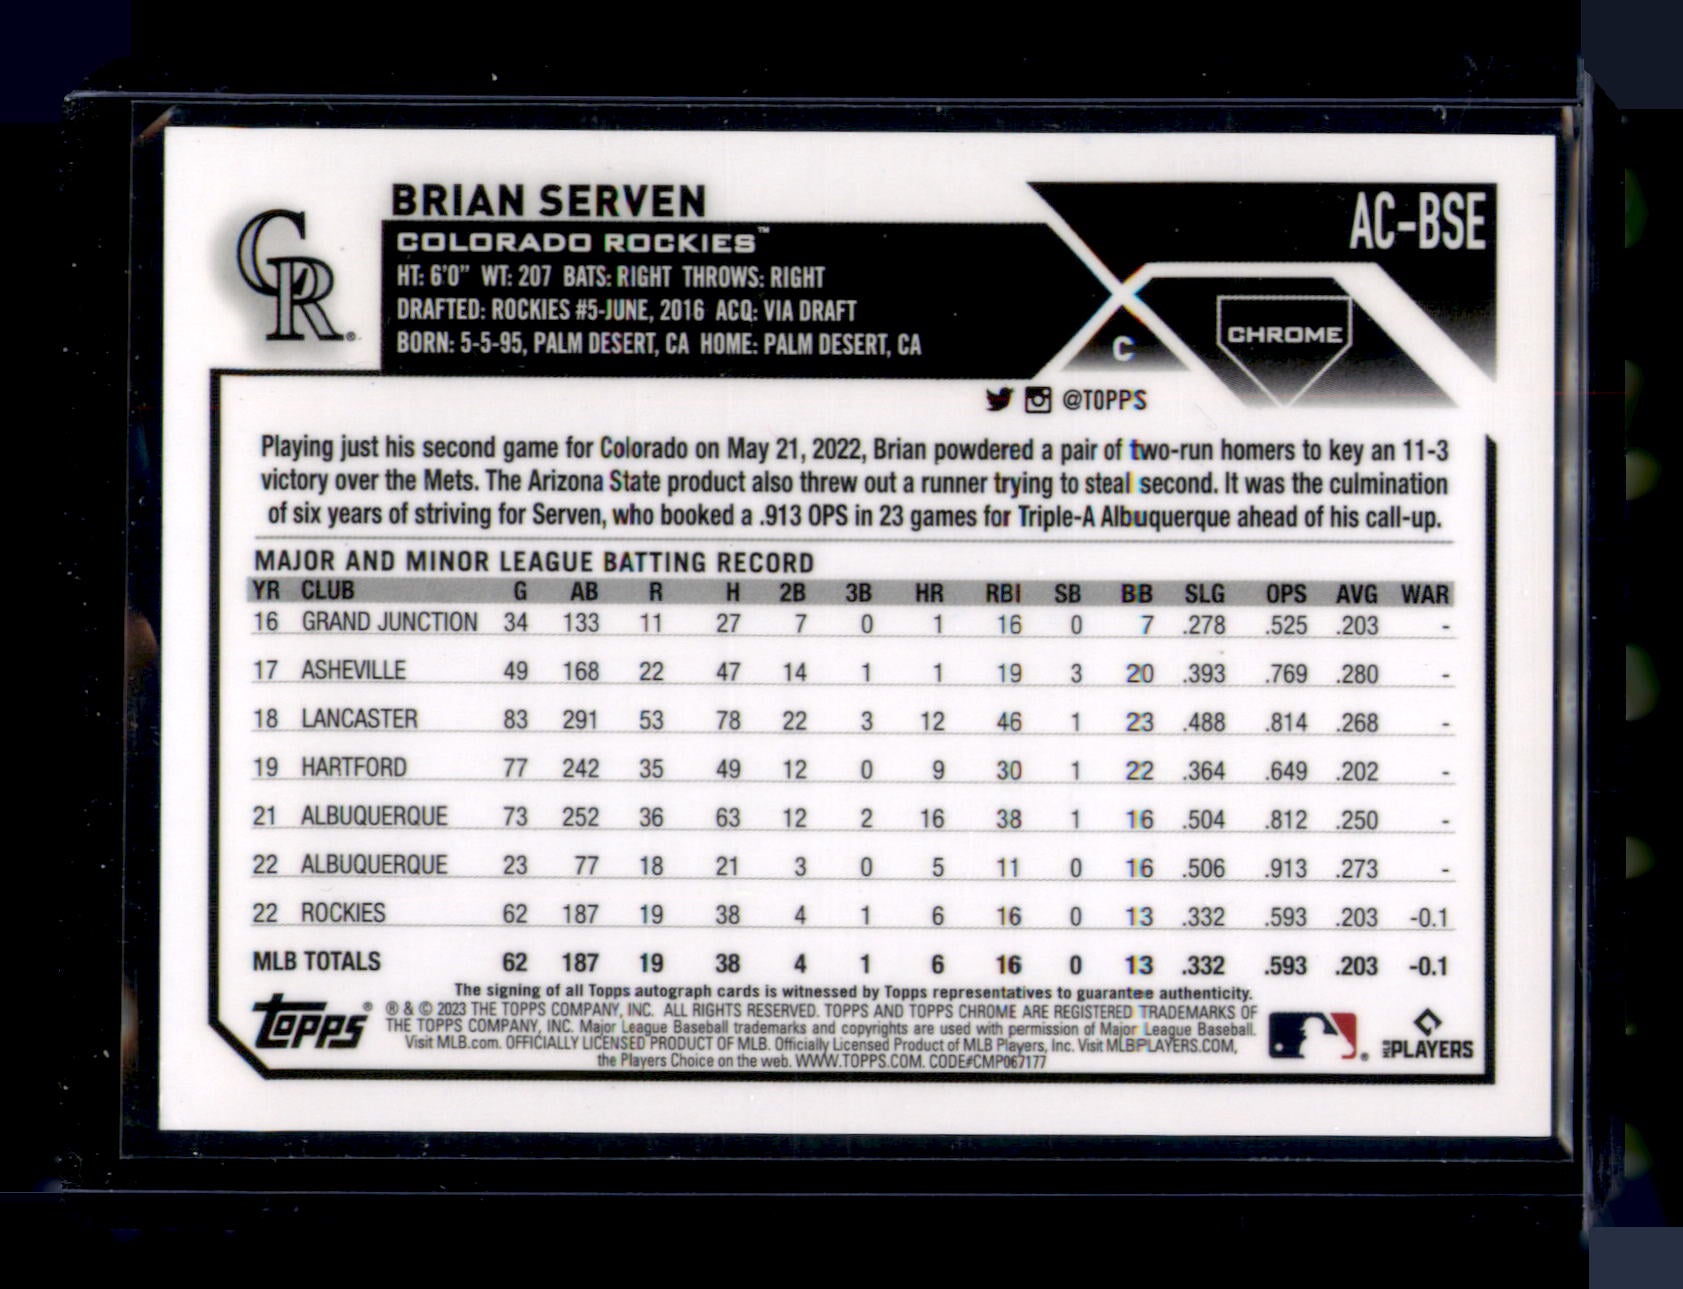 BRIAN SERVEN
AC-BSE
COLORADO ROCKIES™
HT: 6'0" WT: 207 BATS: RIGHT THROWS: RIGHT
DRAFTED: ROCKIES #5-JUNE, 2016 ACQ: VIA DRAFT
BORN: 5-5-95, PALM DESERT, CA HOME: PALM DESERT, CA
CR®
C
CHROME
@TOPPS
Playing just his second game for Colorado on May 21, 2022, Brian powdered a pair of two-run homers to key an 11-3
victory over the Mets. The Arizona State product also threw out a runner trying to steal second. It was the culmination
of six years of striving for Serven, who booked a .913 OPS in 23 games for Triple-A Albuquerque ahead of his call-up.
MAJOR AND MINOR LEAGUE BATTING RECORD
YR CLUB G AB R H 2B 3B HR RBI SB BB SLG OPS AVG WAR
16 GRAND JUNCTION 34 133 11 27 7 0 1 16 0 7 .278 .525 .203 -
17 ASHEVILLE 49 168 22 47 14 1 1 19 3 20 .393 .769 .280 -
18 LANCASTER 83 291 53 78 22 3 12 46 1 23 .488 .814 .268 -
19 HARTFORD 77 242 35 49 12 0 9 30 1 22 .364 .649 .202 -
21 ALBUQUERQUE 73 252 36 63 12 2 16 38 1 16 .504 .812 .250 -
22 ALBUQUERQUE 23 77 18 21 3 0 5 11 0 16 .506 .913 .273 -
22 ROCKIES 62 187 19 38 4 1 6 16 0 13 .332 .593 .203 -0.1
MLB TOTALS 62 187 19 38 4 1 6 16 0 13 .332 .593 .203 -0.1
The signing of all Topps autograph cards is witnessed by Topps representatives to guarantee authenticity.
topps®
® & © 2023 THE TOPPS COMPANY, INC. ALL RIGHTS RESERVED. TOPPS AND TOPPS CHROME ARE REGISTERED TRADEMARKS OF
THE TOPPS COMPANY, INC. Major League Baseball trademarks and copyrights are used with permission of Major League Baseball.
Visit MLB.com. OFFICIALLY LICENSED PRODUCT OF MLB. Officially Licensed Product of MLB Players, Inc. Visit MLBPLAYERS.COM,
the Players Choice on the web. WWW.TOPPS.COM. CODE#CMP067177
®
MLB PLAYERS